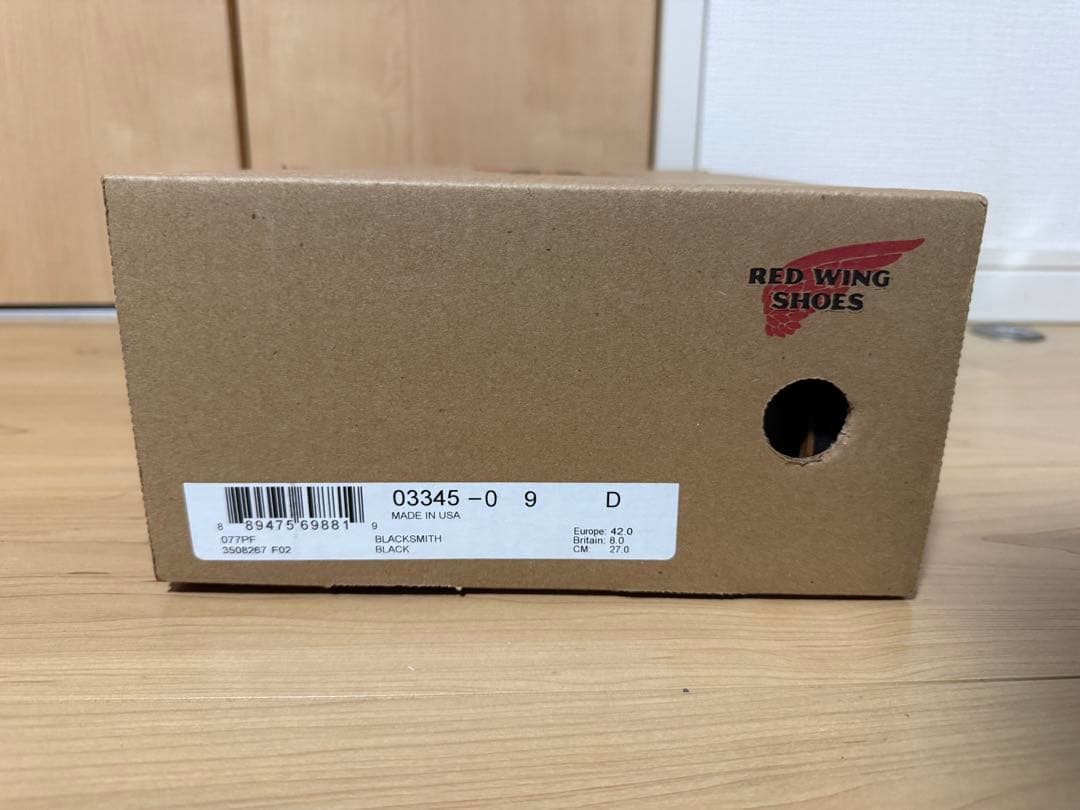 RED WING
SHOES
03345 -0 9 D
MADE IN USA
8 89475 69881 9
077PF
3508267 F02
BLACKSMITH
BLACK
Europe: 42.0
Britain: 8.0
CM: 27.0